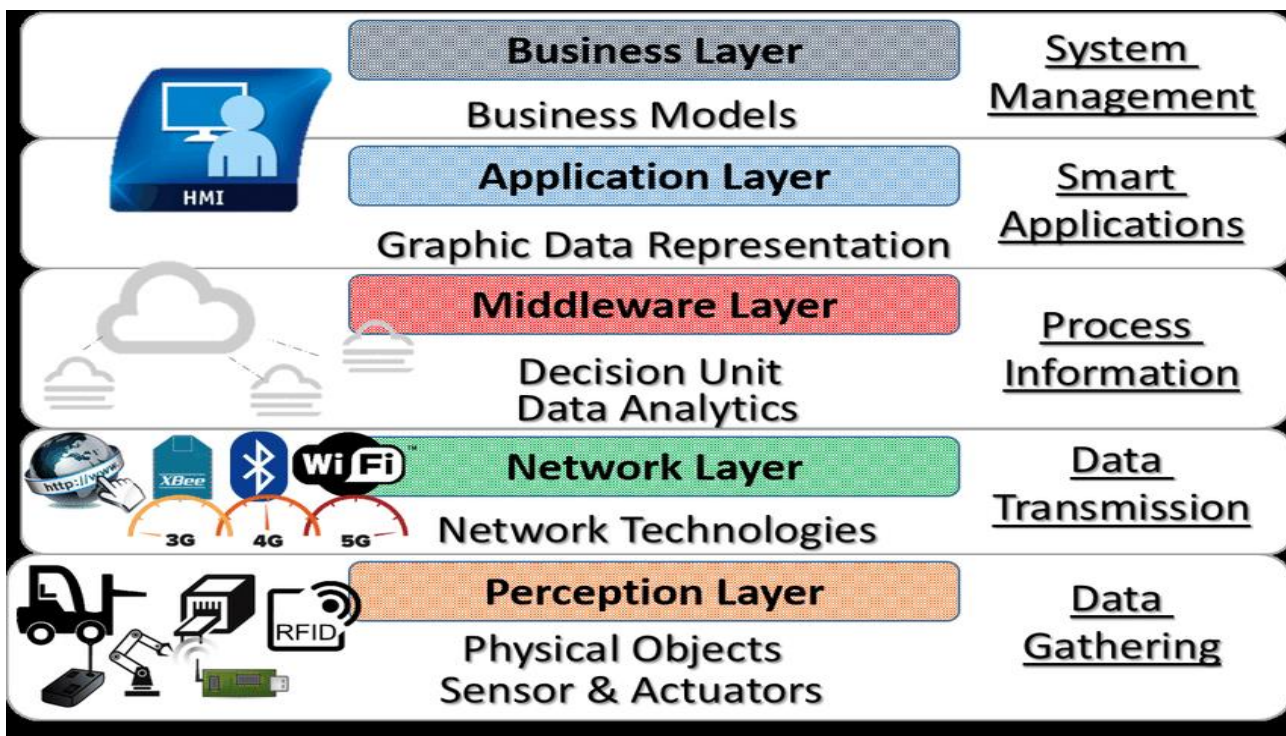 Business Layer
Business Models
System
Management
HMI
Application Layer
Graphic Data Representation
Smart
Applications
Middleware Layer
Decision Unit
Data Analytics
Process
Information
http://www
XBee
WiFi™
3G
4G
5G
Network Layer
Network Technologies
Data
Transmission
RFID
Perception Layer
Physical Objects
Sensor & Actuators
Data
Gathering